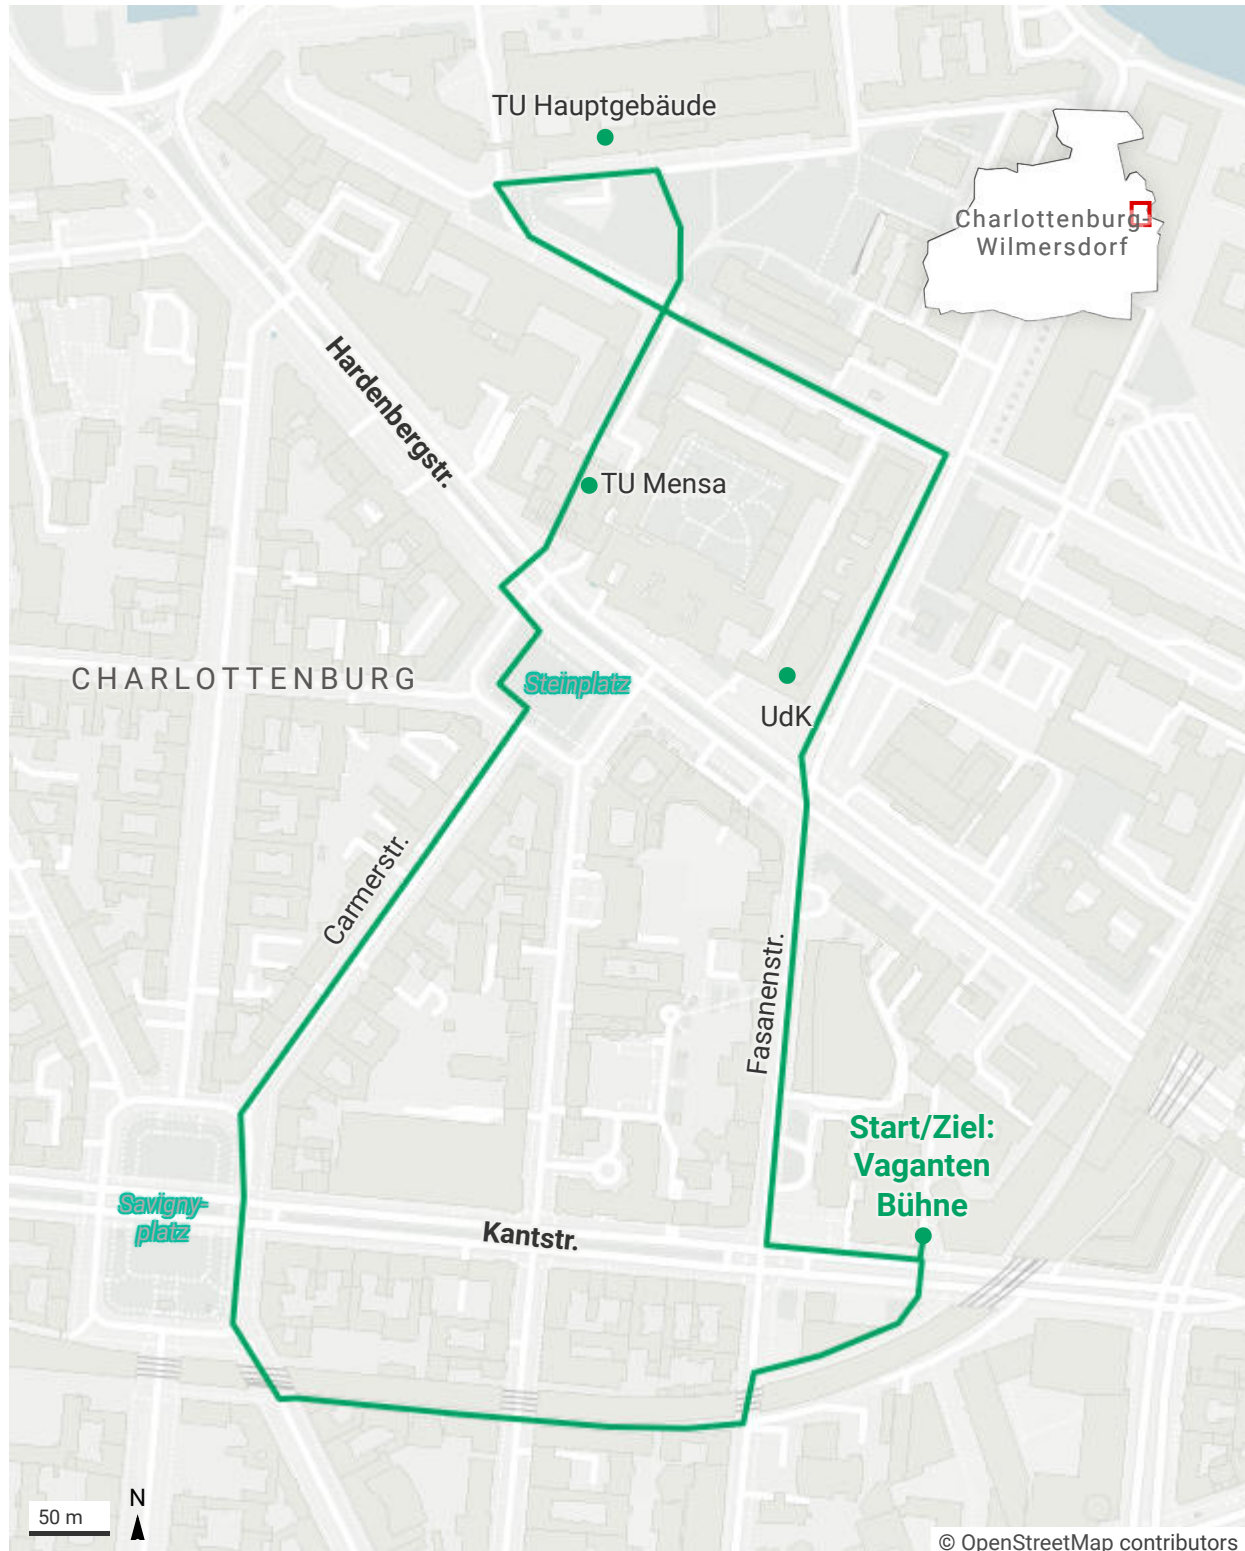 TU Hauptgebäude
Charlottenburg-
Wilmersdorf
Hardenbergstr.
TU Mensa
CHARLOTTENBURG
Steinplatz
UdK
Carmerstr.
Fasanenstr.
Start/Ziel:
Vaganten
Bühne
Savigny-
platz
Kantstr.
N
50 m
© OpenStreetMap contributors